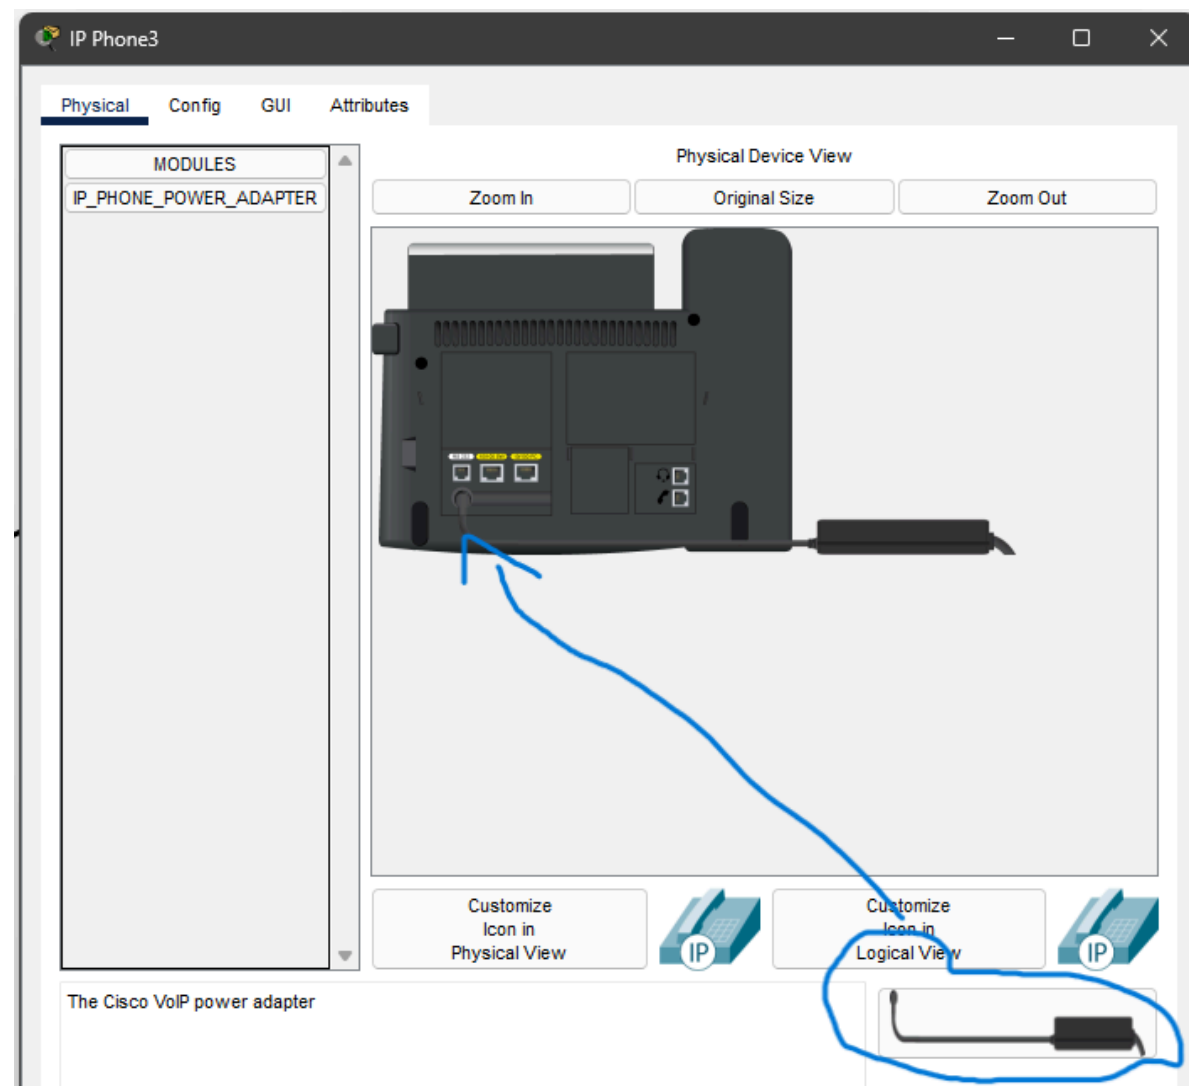 IP Phone3
Physical Config GUI Attributes
MODULES
IP_PHONE_POWER_ADAPTER
Physical Device View
Zoom In Original Size Zoom Out
Customize
Icon in
Physical View
IP
Customize
Icon in
Logical View
IP
The Cisco VoIP power adapter